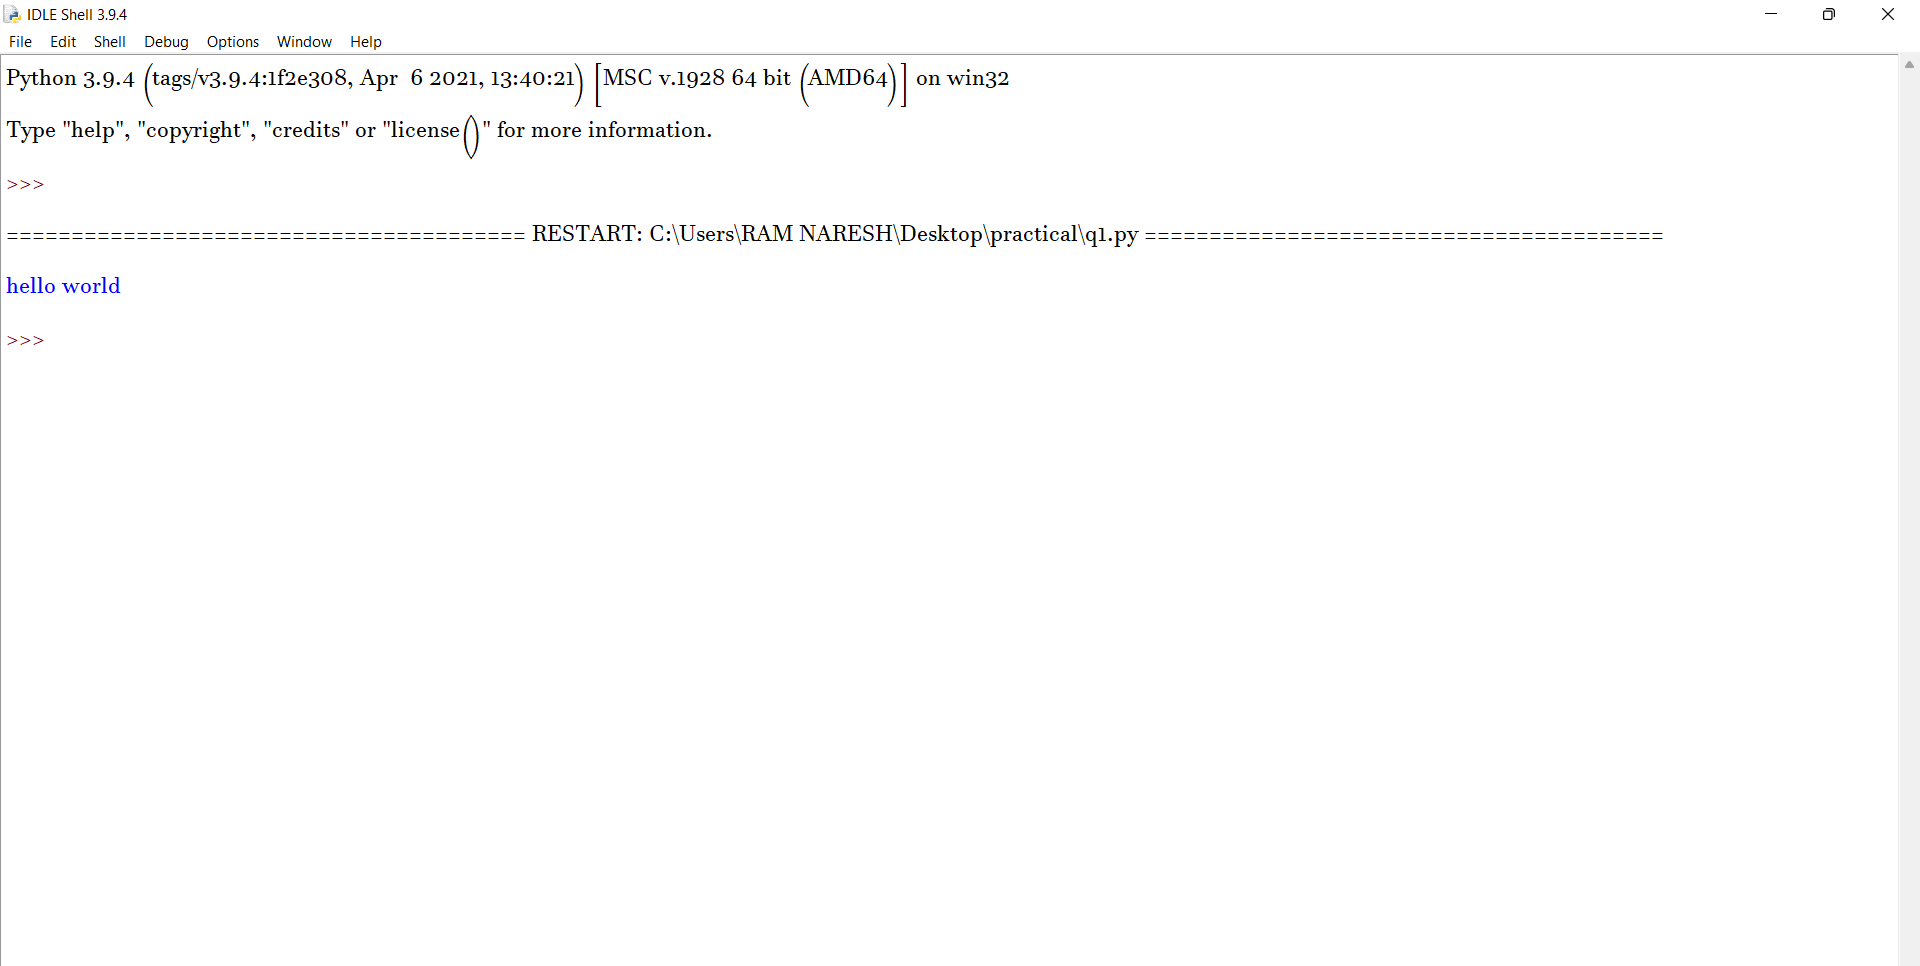 IDLE Shell 3.9.4
File Edit Shell Debug Options Window Help
Python 3.9.4 (tags/v3.9.4:1f2e308, Apr  6 2021, 13:40:21) [MSC v.1928 64 bit (AMD64)] on win32
Type "help", "copyright", "credits" or "license()" for more information.
>>>
======================================== RESTART: C:\Users\RAM NARESH\Desktop\practical\q1.py ========================================
hello world
>>>